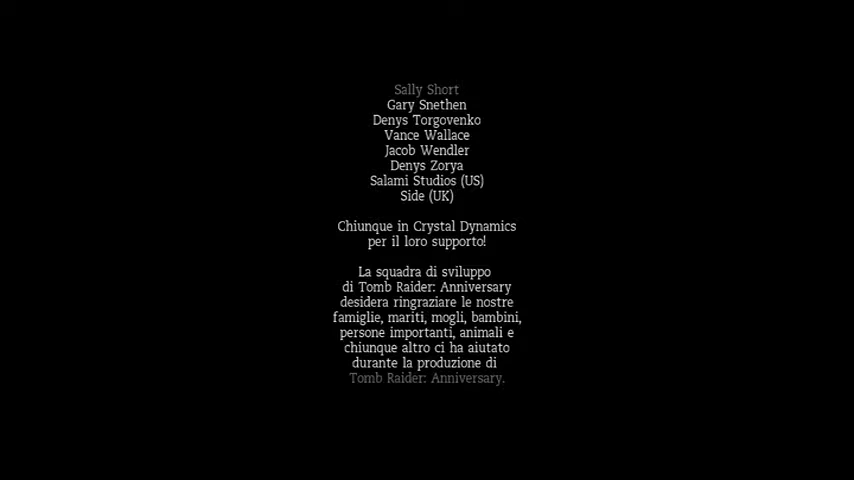 Sally Short
Gary Snethen
Denys Torgovenko
Vance Wallace
Jacob Wendler
Denys Zorya
Salami Studios (US)
Side (UK)
Chiunque in Crystal Dynamics
per il loro supporto!
La squadra di sviluppo
di Tomb Raider: Anniversary
desidera ringraziare le nostre
famiglie, mariti, mogli, bambini,
persone importanti, animali e
chiunque altro ci ha aiutato
durante la produzione di
Tomb Raider: Anniversary.